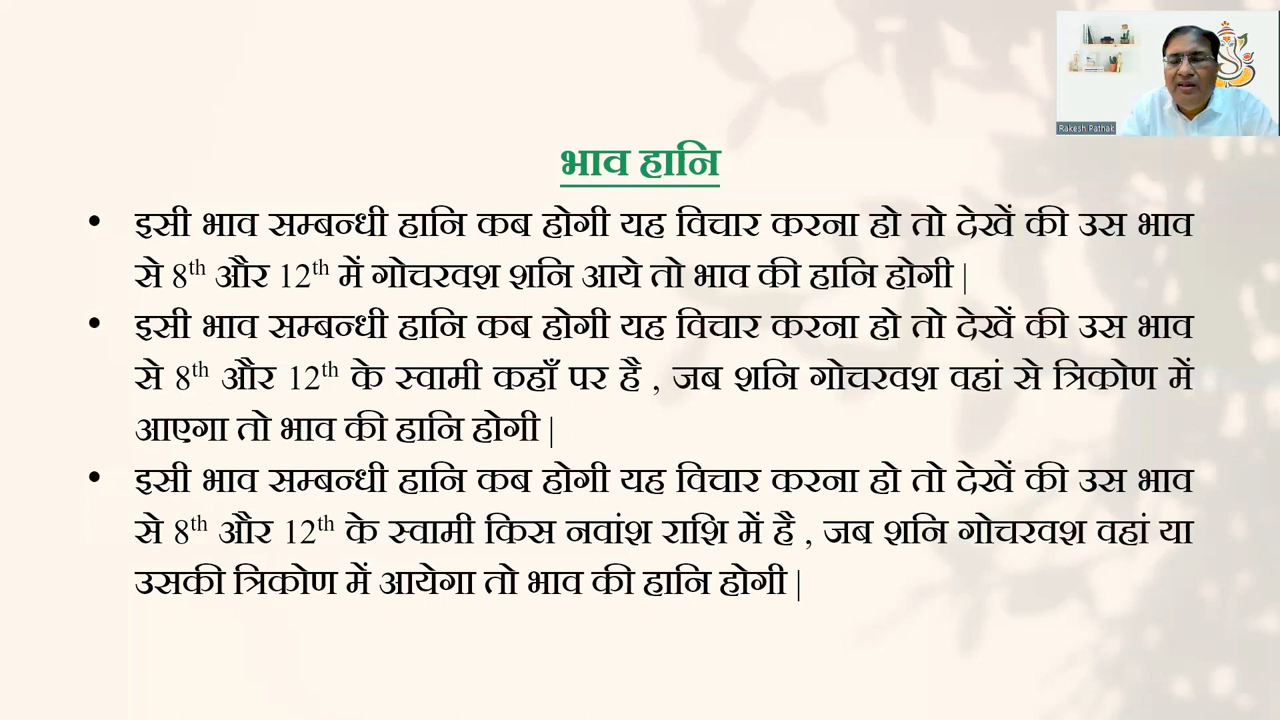 Rakesh Pathak
भाव हानि
• इसी भाव सम्बन्धी हानि कब होगी यह विचार करना हो तो देखें की उस भाव
से 8th और 12th में गोचरवश शनि आये तो भाव की हानि होगी |
• इसी भाव सम्बन्धी हानि कब होगी यह विचार करना हो तो देखें की उस भाव
से 8th और 12th के स्वामी कहाँ पर है , जब शनि गोचरवश वहां से त्रिकोण में
आएगा तो भाव की हानि होगी |
• इसी भाव सम्बन्धी हानि कब होगी यह विचार करना हो तो देखें की उस भाव
से 8th और 12th के स्वामी किस नवांश राशि में है , जब शनि गोचरवश वहां या
उसकी त्रिकोण में आयेगा तो भाव की हानि होगी |